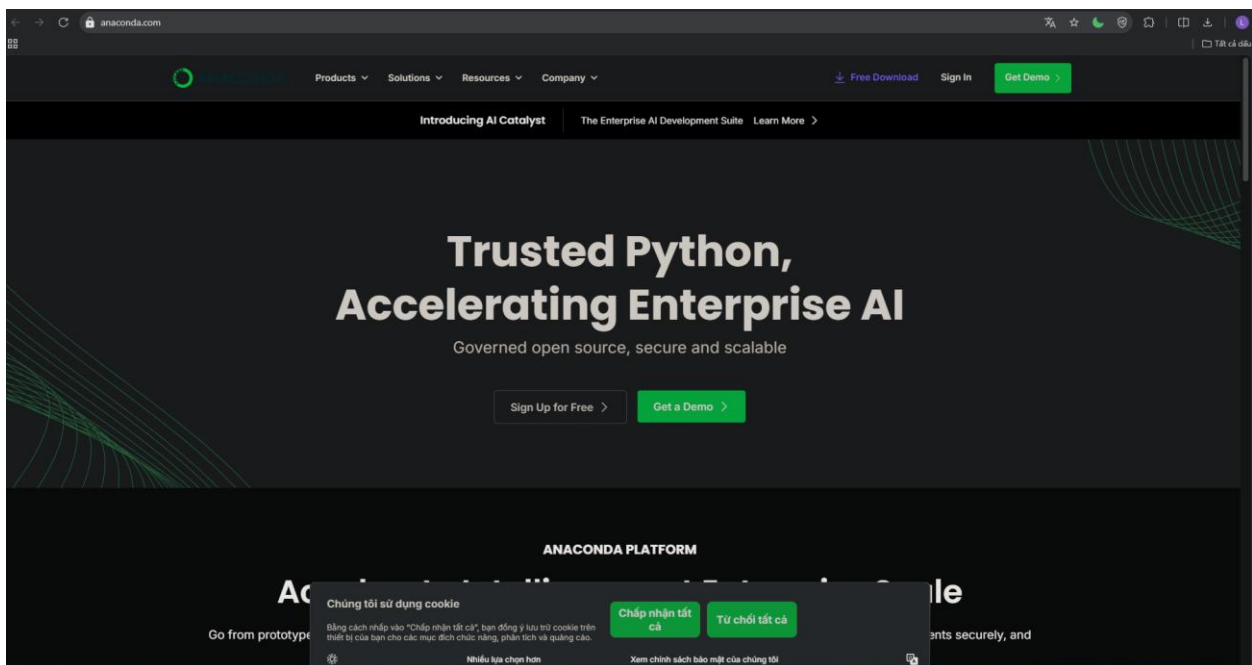 anaconda.com
Tất cả dấu
ANACONDA
Products Solutions Resources Company Free Download Sign In Get Demo
Introducing AI Catalyst The Enterprise AI Development Suite Learn More
Trusted Python,
Accelerating Enterprise AI
Governed open source, secure and scalable
Sign Up for Free Get a Demo
ANACONDA PLATFORM
Go from prototype
ents securely, and
Chúng tôi sử dụng cookie
Bằng cách nhấp vào "Chấp nhận tất cả", bạn đồng ý lưu trữ cookie trên
thiết bị của bạn cho các mục đích chức năng, phân tích và quảng cáo.
Chấp nhận tất
cả
Từ chối tất cả
Nhiều lựa chọn hơn
Xem chính sách bảo mật của chúng tôi